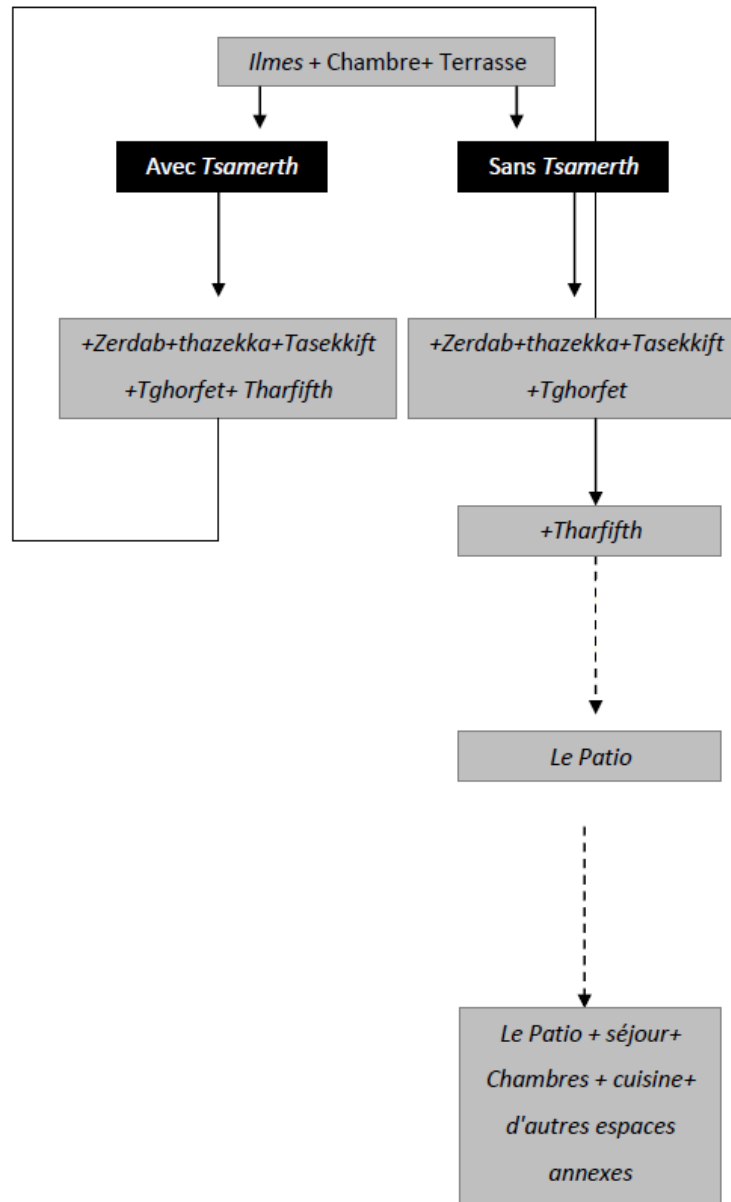 Ilmes + Chambre+ Terrasse
Avec Tsamerth
Sans Tsamerth
+Zerdab+thazekka+Tasekkift
+Tghorfet+ Tharfifth
+Zerdab+thazekka+Tasekkift
+Tghorfet
+Tharfifth
Le Patio
Le Patio + séjour+
Chambres + cuisine+
d'autres espaces
annexes